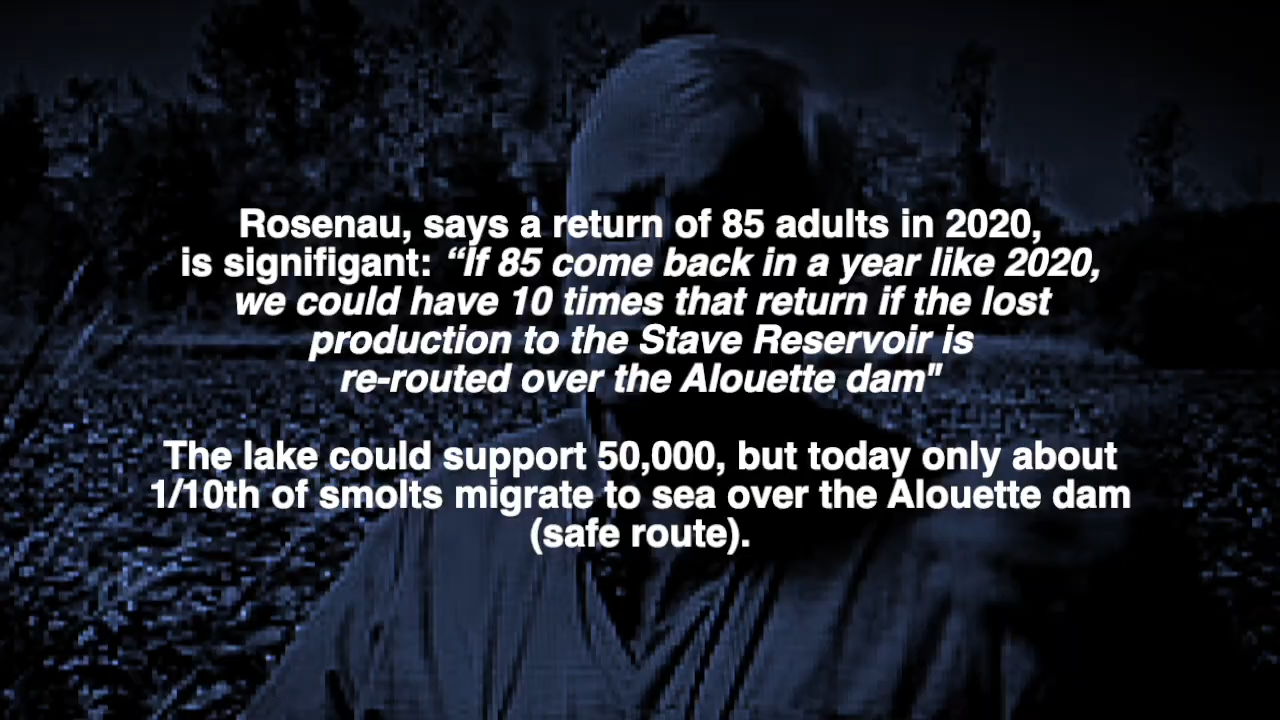 Rosenau, says a return of 85 adults in 2020,
is signifigant: “If 85 come back in a year like 2020,
we could have 10 times that return if the lost
production to the Stave Reservoir is
re-routed over the Alouette dam"
The lake could support 50,000, but today only about
1/10th of smolts migrate to sea over the Alouette dam
(safe route).